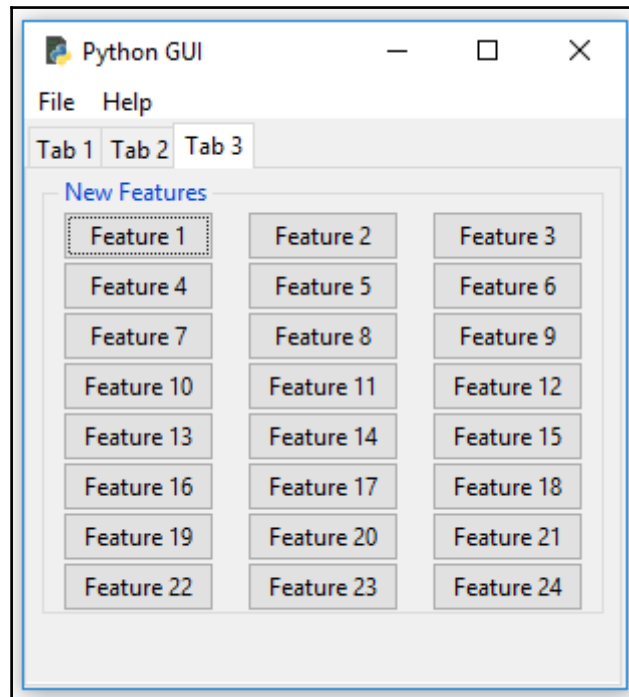 Python GUI
File Help
Tab 1 Tab 2 Tab 3
New Features
Feature 1 Feature 2 Feature 3
Feature 4 Feature 5 Feature 6
Feature 7 Feature 8 Feature 9
Feature 10 Feature 11 Feature 12
Feature 13 Feature 14 Feature 15
Feature 16 Feature 17 Feature 18
Feature 19 Feature 20 Feature 21
Feature 22 Feature 23 Feature 24